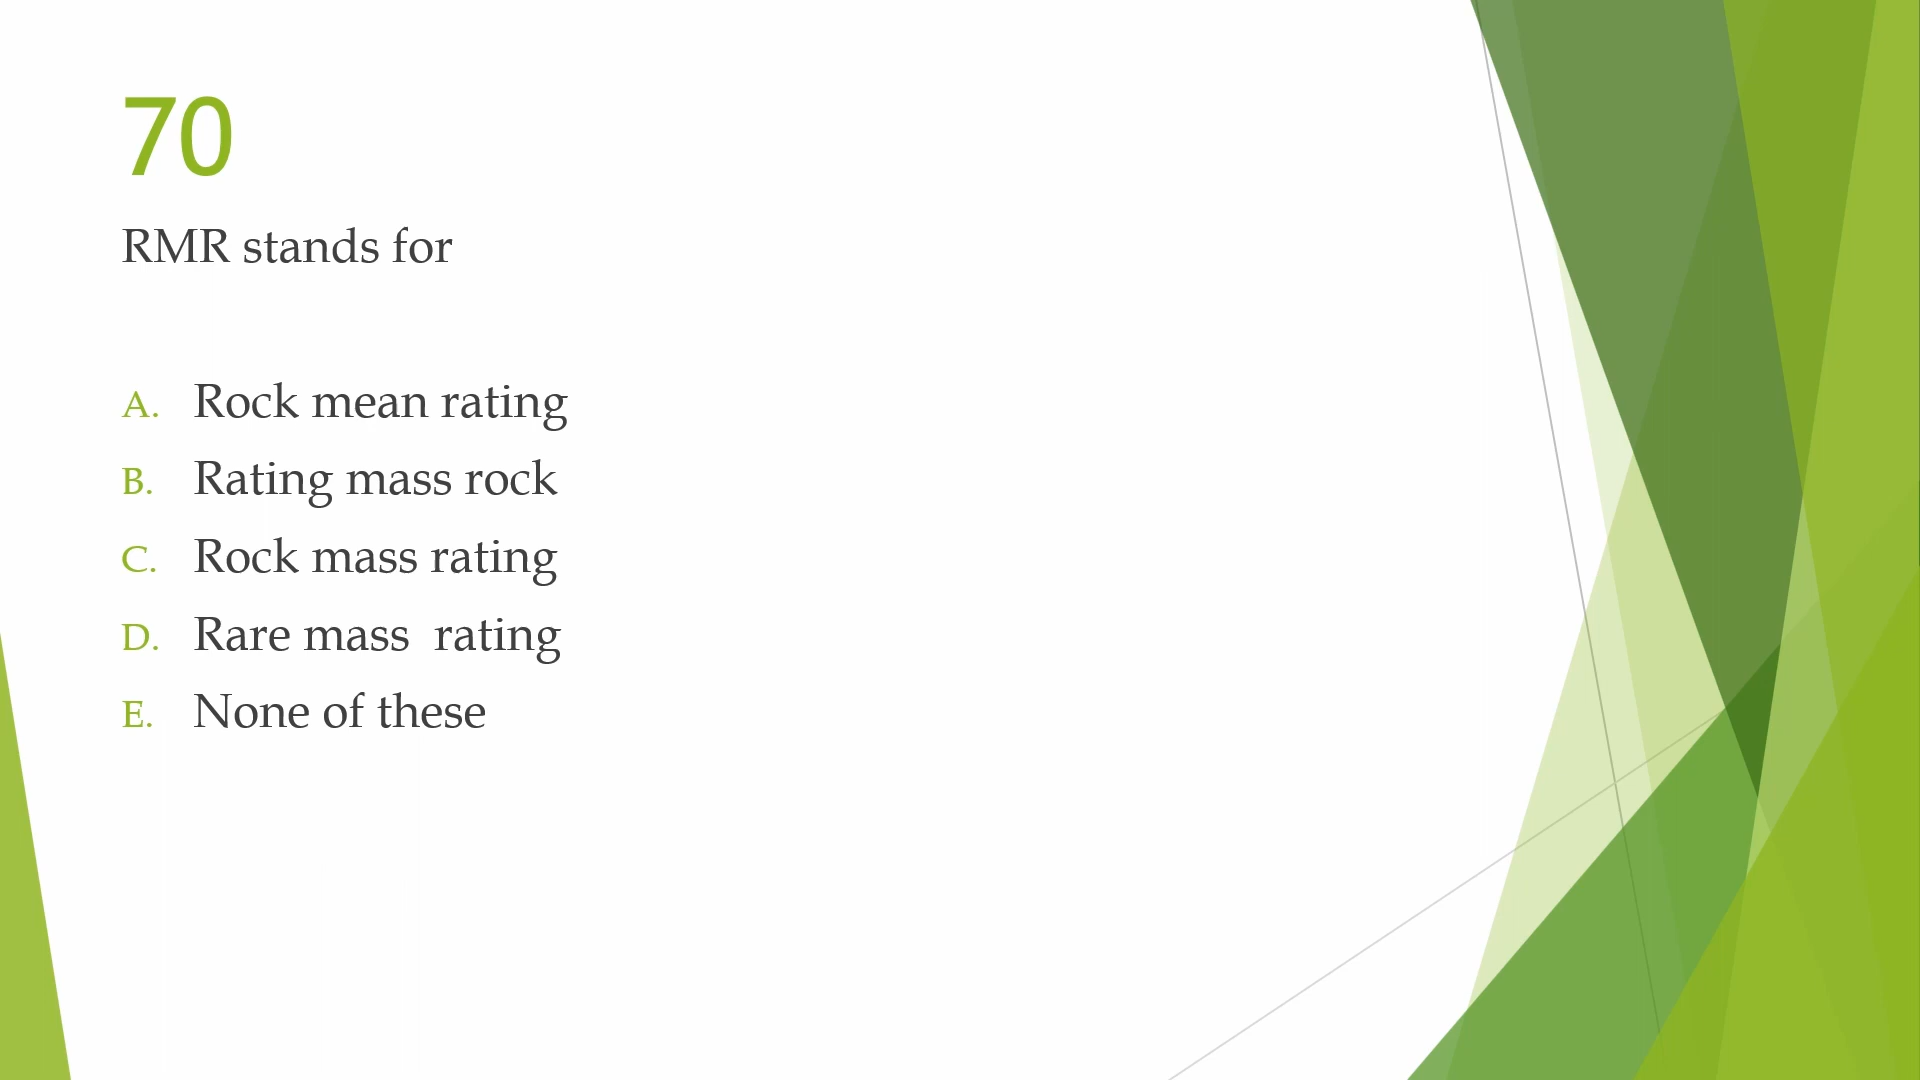 70
RMR stands for
A. Rock mean rating
B. Rating mass rock
C. Rock mass rating
D. Rare mass  rating
E. None of these